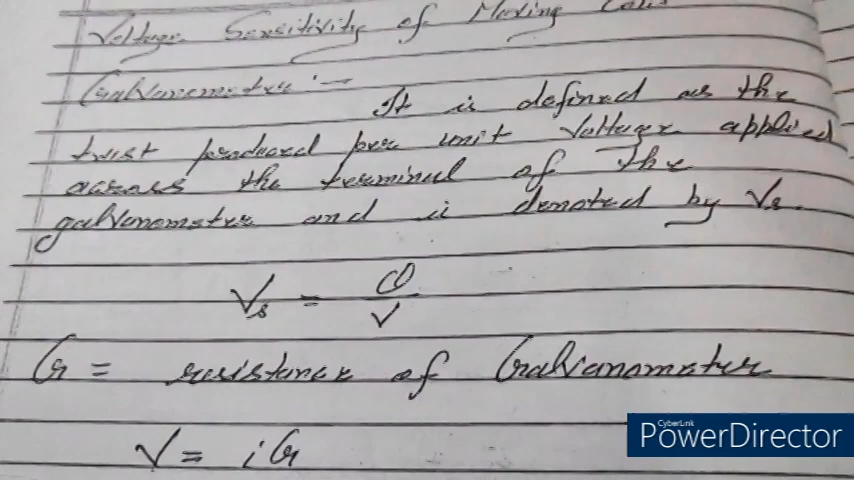 Voltage Sensitivity of Moving Coil
Galvanometer :-
It is defined as the
twist produced per unit Voltage applied
across the terminal of the
galvanometer and is denoted by Vs.
Vs = Φ/V
G = resistance of Galvanometer
V = iG
CyberLink
PowerDirector